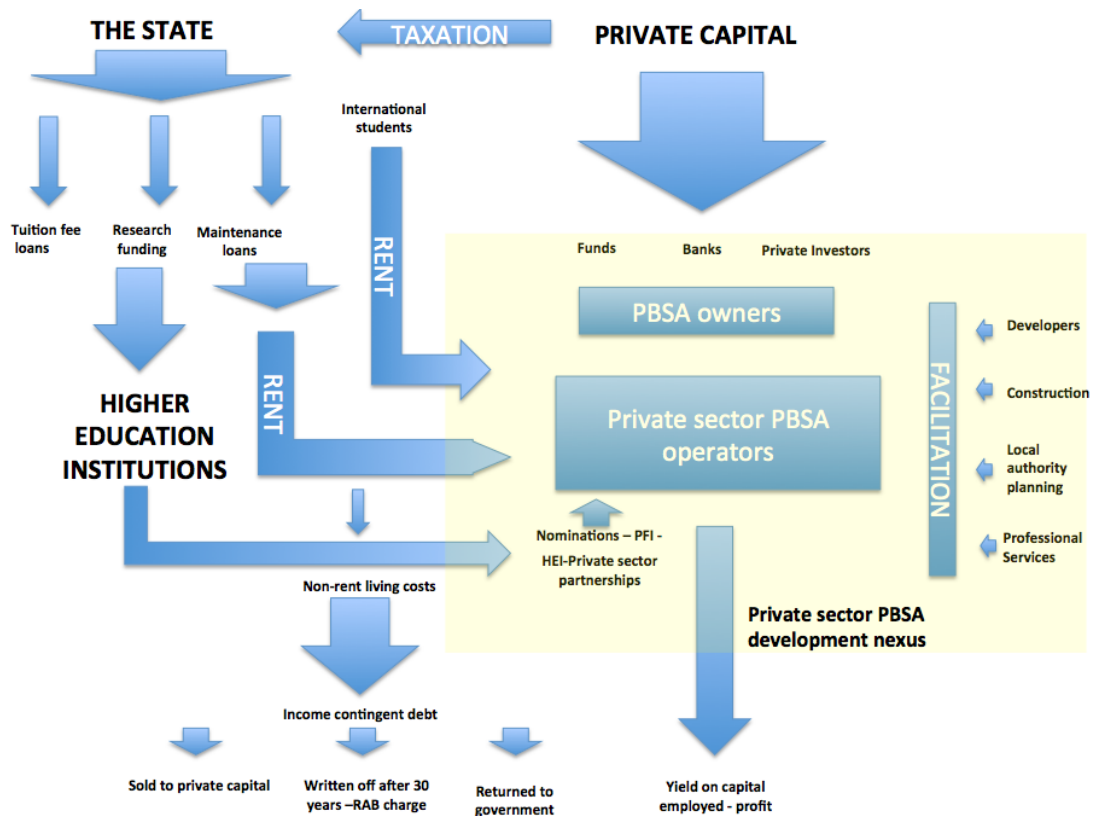 THE STATE
TAXATION
PRIVATE CAPITAL
International
students
Tuition fee
loans
Research
funding
Maintenance
loans
RENT
Funds
Banks
Private Investors
PBSA owners
Developers
FACILITATION
Construction
HIGHER
EDUCATION
INSTITUTIONS
RENT
Private sector PBSA
operators
Local
authority
planning
Nominations – PFI -
HEI-Private sector
partnerships
Professional
Services
Non-rent living costs
Private sector PBSA
development nexus
Income contingent debt
Sold to private capital
Written off after 30
years –RAB charge
Returned to
government
Yield on capital
employed - profit